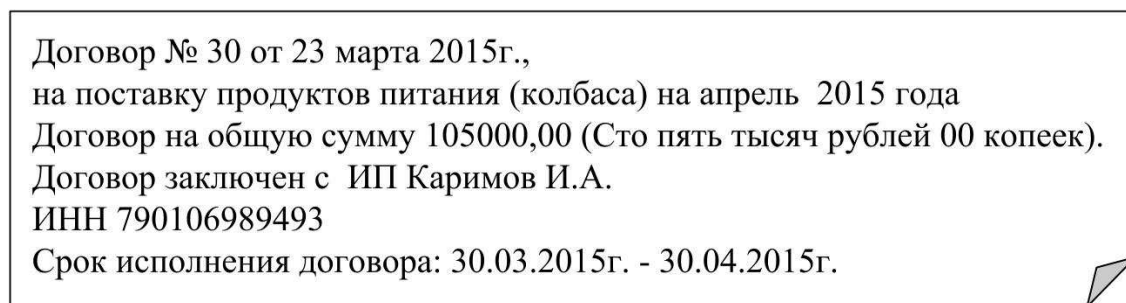 Договор № 30 от 23 марта 2015г.,
на поставку продуктов питания (колбаса) на апрель 2015 года
Договор на общую сумму 105000,00 (Сто пять тысяч рублей 00 копеек).
Договор заключен с ИП Каримов И.А.
ИНН 790106989493
Срок исполнения договора: 30.03.2015г. - 30.04.2015г.